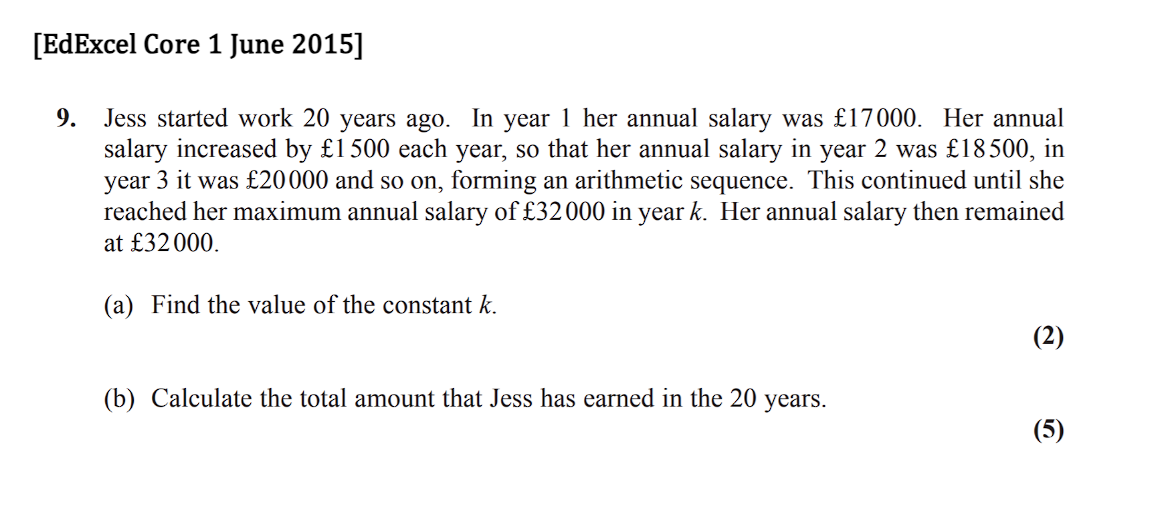 [EdExcel Core 1 June 2015]
9. Jess started work 20 years ago. In year 1 her annual salary was £17000. Her annual
salary increased by £1500 each year, so that her annual salary in year 2 was £18500, in
year 3 it was £20000 and so on, forming an arithmetic sequence. This continued until she
reached her maximum annual salary of £32000 in year k. Her annual salary then remained
at £32000.
(a) Find the value of the constant k.
(2)
(b) Calculate the total amount that Jess has earned in the 20 years.
(5)